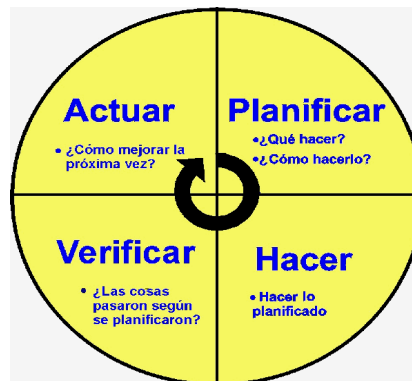 Actuar
• ¿Cómo mejorar la
próxima vez?
Planificar
•¿Qué hacer?
•¿Cómo hacerlo?
Verificar
• ¿Las cosas
pasaron según
se planificaron?
Hacer
• Hacer lo
planificado